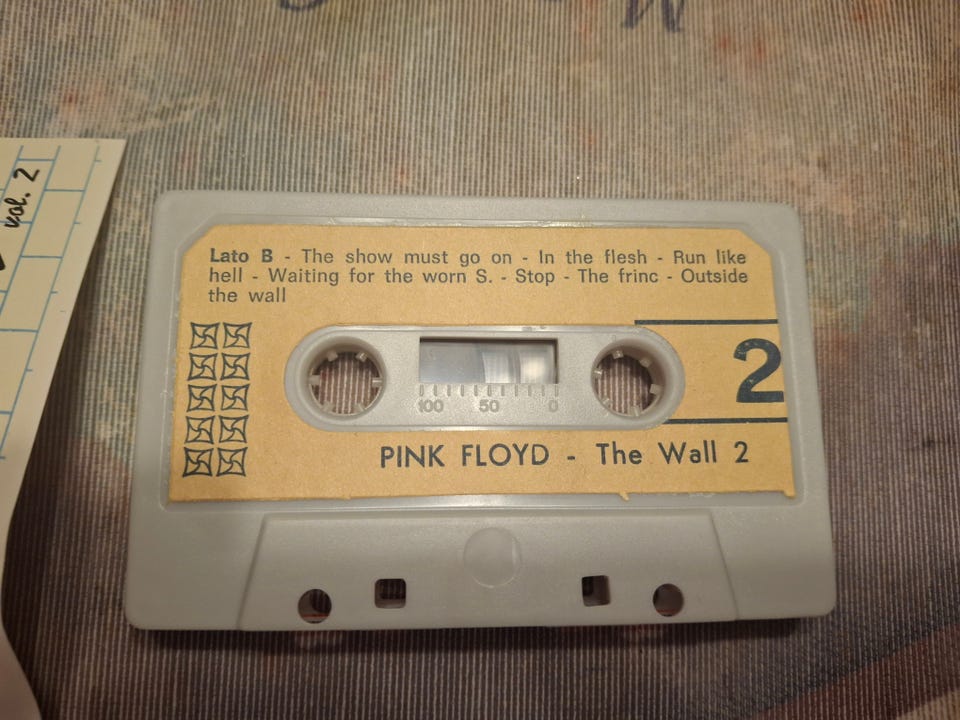 vol. 2
Lato B - The show must go on - In the flesh - Run like
hell - Waiting for the worn S. - Stop - The frinc - Outside
the wall
2
100 50 0
PINK FLOYD - The Wall 2